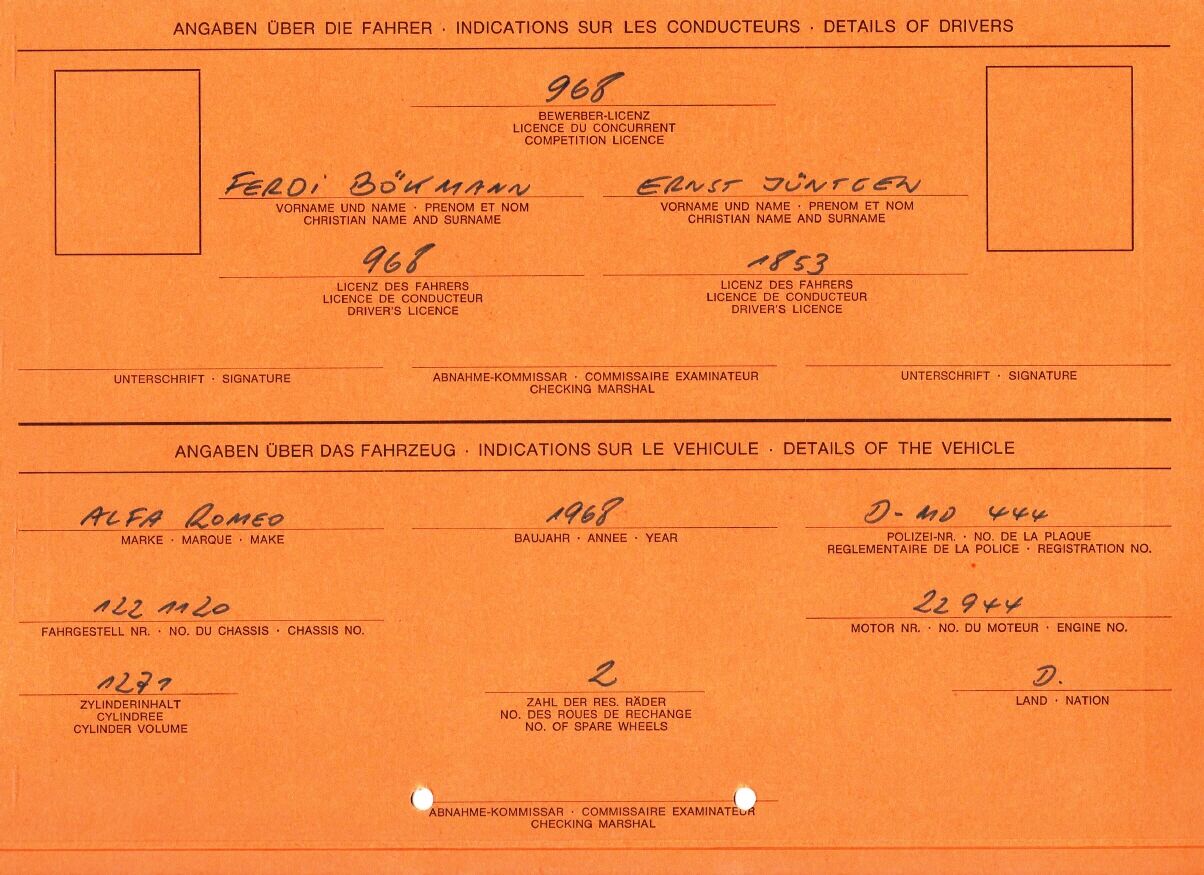 ANGABEN ÜBER DIE FAHRER · INDICATIONS SUR LES CONDUCTEURS · DETAILS OF DRIVERS
968
BEWERBER-LICENZ
LICENCE DU CONCURRENT
COMPETITION LICENCE
FERDI BÖKMANN
VORNAME UND NAME · PRENOM ET NOM
CHRISTIAN NAME AND SURNAME
ERNST JÜNTGEN
VORNAME UND NAME · PRENOM ET NOM
CHRISTIAN NAME AND SURNAME
968
LICENZ DES FAHRERS
LICENCE DE CONDUCTEUR
DRIVER'S LICENCE
1853
LICENZ DES FAHRERS
LICENCE DE CONDUCTEUR
DRIVER'S LICENCE
UNTERSCHRIFT · SIGNATURE
ABNAHME-KOMMISSAR · COMMISSAIRE EXAMINATEUR
CHECKING MARSHAL
UNTERSCHRIFT · SIGNATURE
ANGABEN ÜBER DAS FAHRZEUG · INDICATIONS SUR LE VEHICULE · DETAILS OF THE VEHICLE
ALFA ROMEO
MARKE · MARQUE · MAKE
1968
BAUJAHR · ANNEE · YEAR
D-MD 444
POLIZEI-NR. · NO. DE LA PLAQUE
REGLEMENTAIRE DE LA POLICE · REGISTRATION NO.
122 1120
FAHRGESTELL NR. · NO. DU CHASSIS · CHASSIS NO.
22944
MOTOR NR. · NO. DU MOTEUR · ENGINE NO.
1271
ZYLINDERINHALT
CYLINDREE
CYLINDER VOLUME
2
ZAHL DER RES. RÄDER
NO. DES ROUES DE RECHANGE
NO. OF SPARE WHEELS
D.
LAND · NATION
ABNAHME-KOMMISSAR · COMMISSAIRE EXAMINATEUR
CHECKING MARSHAL